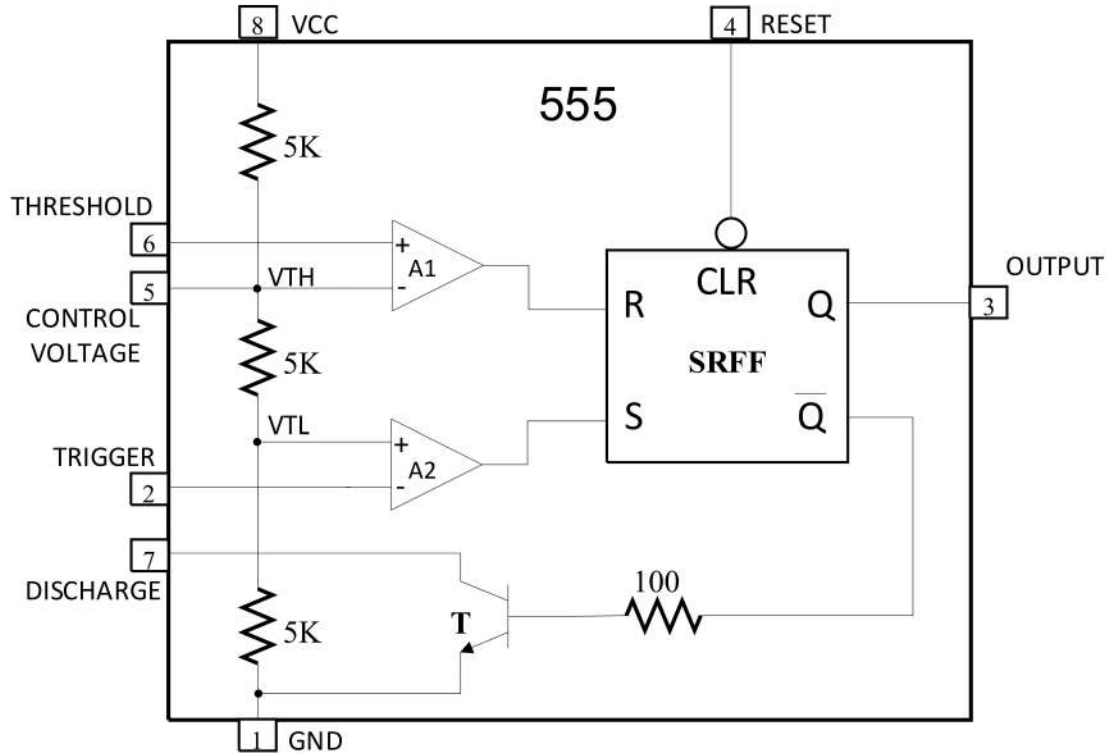 8 VCC
4 RESET
555
5K
THRESHOLD
6
+
A1
-
VTH
5
CONTROL
VOLTAGE
CLR
R
Q
SRFF
S
Q̅
OUTPUT
3
5K
VTL
+
A2
-
TRIGGER
2
7
DISCHARGE
100
T
5K
1 GND